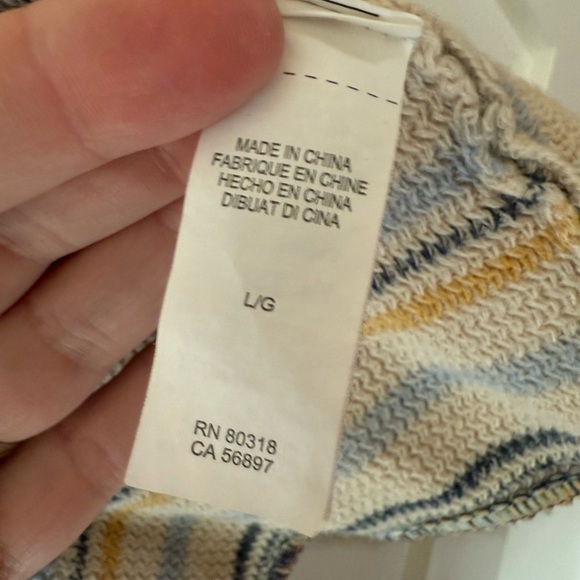 MADE IN CHINA
FABRIQUE EN CHINE
HECHO EN CHINA
DIBUAT DI CINA
L/G
RN 80318
CA 56897